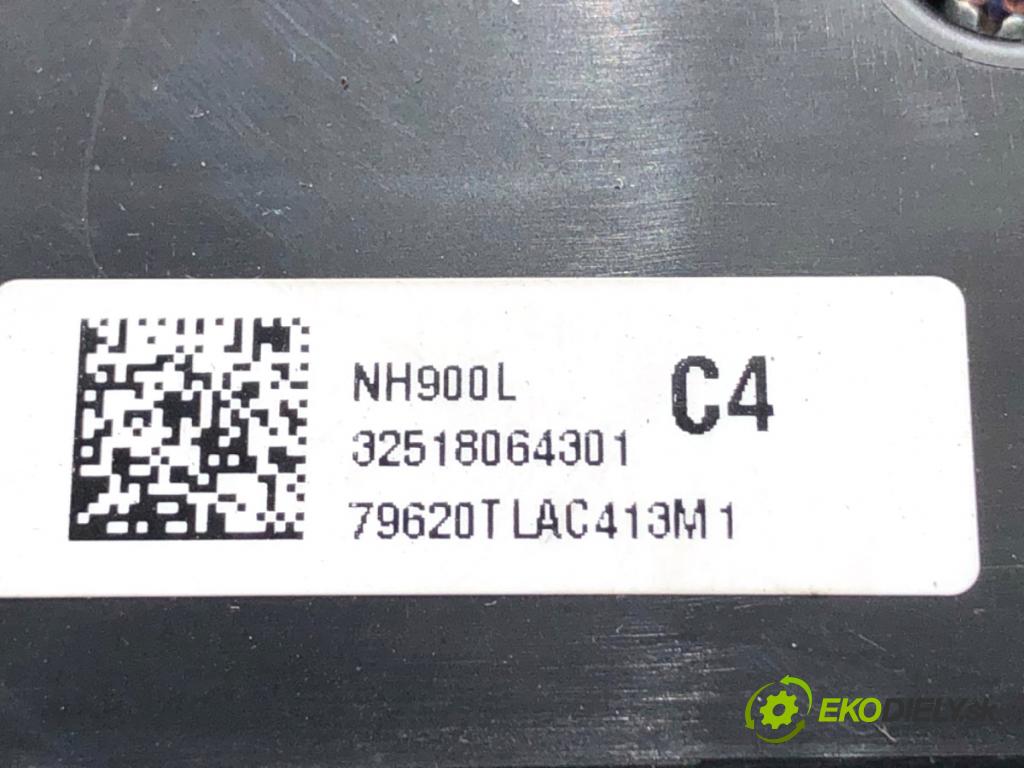 NH900L
C4
32518064301
79620TLAC413M1
EKODIELY.sk